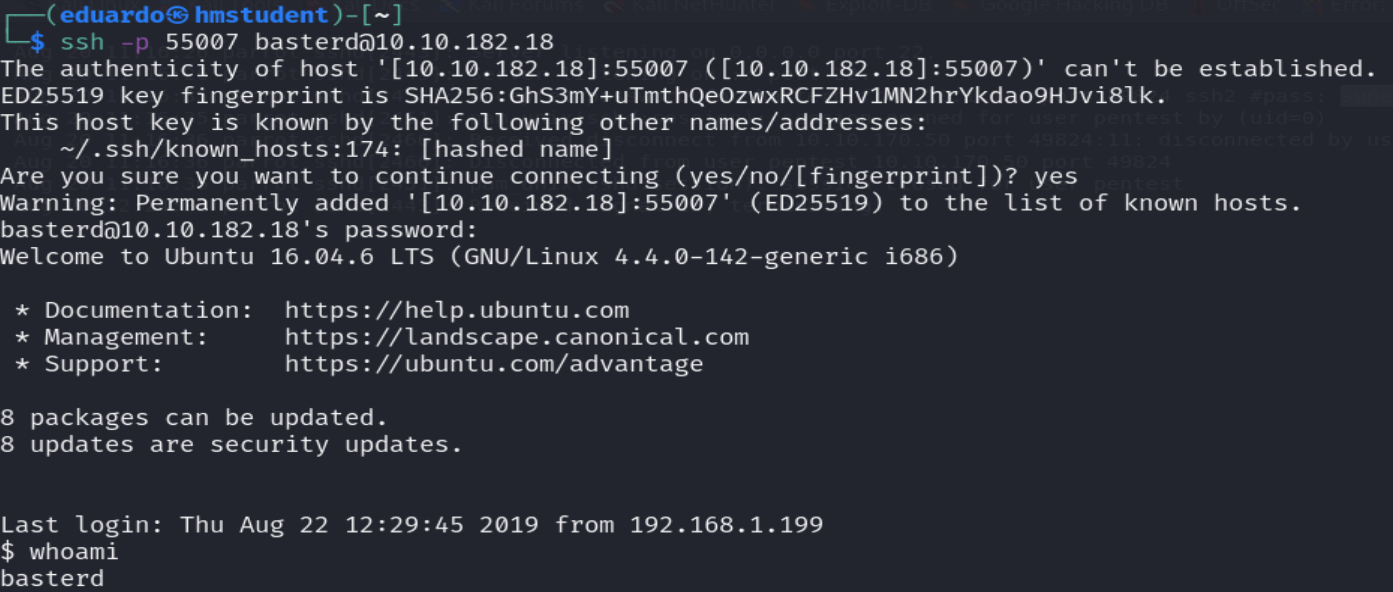 (eduardo㉿hmstudent)-[~]
$ ssh -p 55007 basterd@10.10.182.18
The authenticity of host '[10.10.182.18]:55007 ([10.10.182.18]:55007)' can't be established.
ED25519 key fingerprint is SHA256:GhS3mY+uTmthQeOzwxRCFZHv1MN2hrYkdao9HJvi8lk.
This host key is known by the following other names/addresses:
    ~/.ssh/known_hosts:174: [hashed name]
Are you sure you want to continue connecting (yes/no/[fingerprint])? yes
Warning: Permanently added '[10.10.182.18]:55007' (ED25519) to the list of known hosts.
basterd@10.10.182.18's password:
Welcome to Ubuntu 16.04.6 LTS (GNU/Linux 4.4.0-142-generic i686)
* Documentation:  https://help.ubuntu.com
* Management:     https://landscape.canonical.com
* Support:        https://ubuntu.com/advantage
8 packages can be updated.
8 updates are security updates.
Last login: Thu Aug 22 12:29:45 2019 from 192.168.1.199
$ whoami
basterd